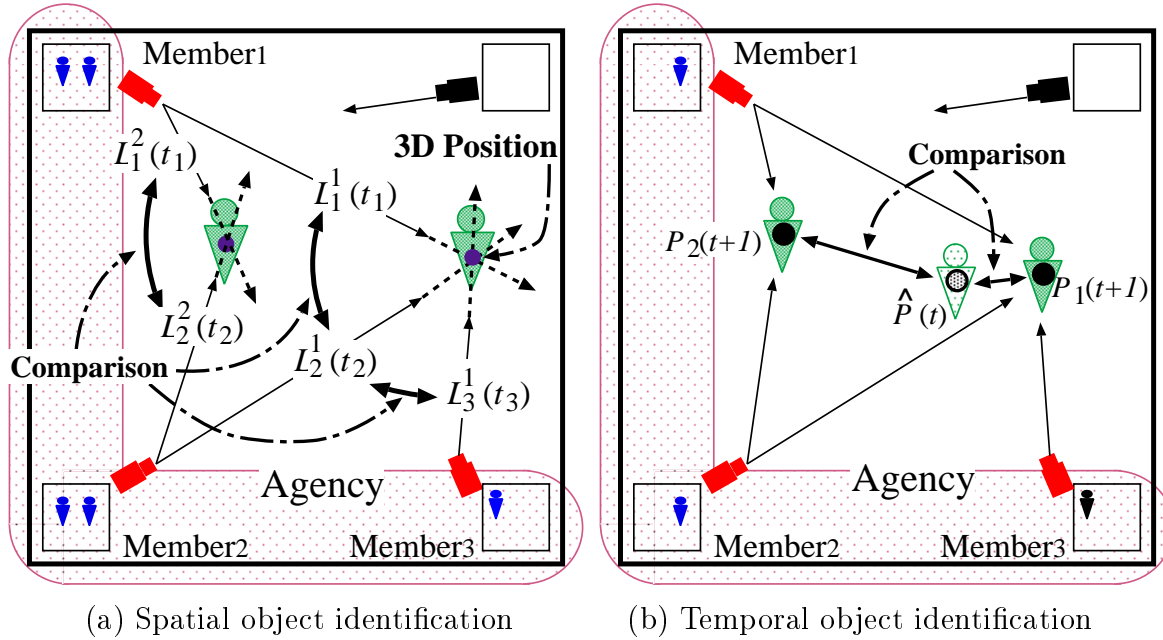 Member1
3D Position
L_1^2(t_1)
L_1^1(t_1)
L_2^2(t_2)
L_2^1(t_2)
Comparison
L_3^1(t_3)
Agency
Member2
Member3
(a) Spatial object identification
Member1
Comparison
P_2(t+1)
P̂(t)
P_1(t+1)
Agency
Member2
Member3
(b) Temporal object identification